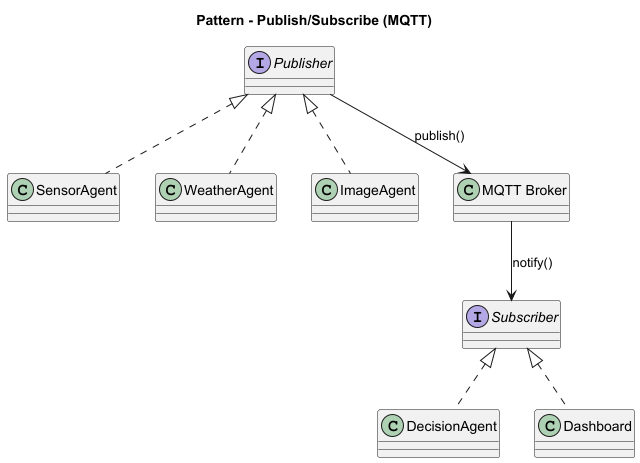 Pattern - Publish/Subscribe (MQTT)
I Publisher
publish()
C SensorAgent
C WeatherAgent
C ImageAgent
C MQTT Broker
notify()
I Subscriber
C DecisionAgent
C Dashboard